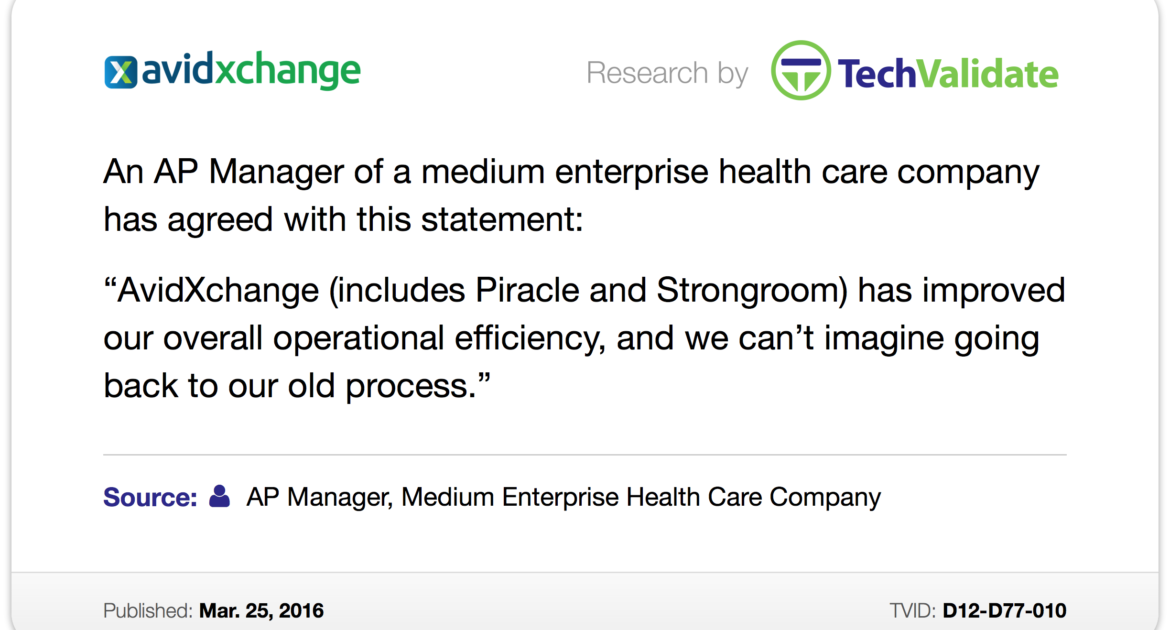 avidxchange
Research by TechValidate
An AP Manager of a medium enterprise health care company
has agreed with this statement:
“AvidXchange (includes Piracle and Strongroom) has improved
our overall operational efficiency, and we can’t imagine going
back to our old process.”
Source: AP Manager, Medium Enterprise Health Care Company
Published: Mar. 25, 2016
TVID: D12-D77-010